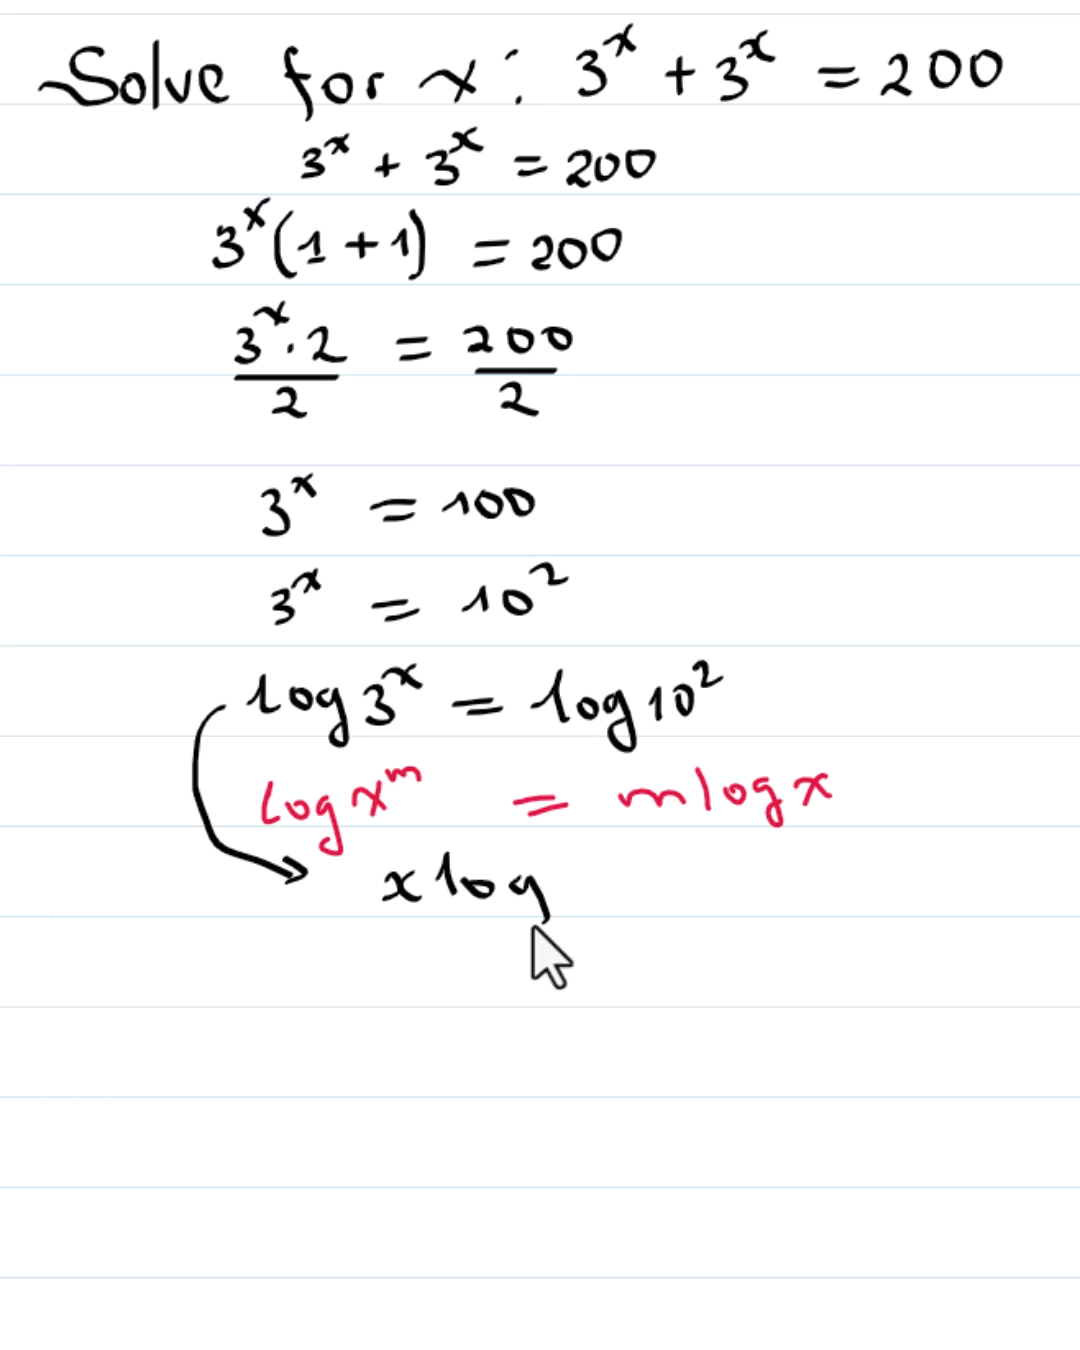 Solve for x: 3^x + 3^x = 200
3^x + 3^x = 200
3^x(1+1) = 200
3^x·2/2 = 200/2
3^x = 100
3^x = 10^2
log 3^x = log 10^2
log x^m = m log x
x log